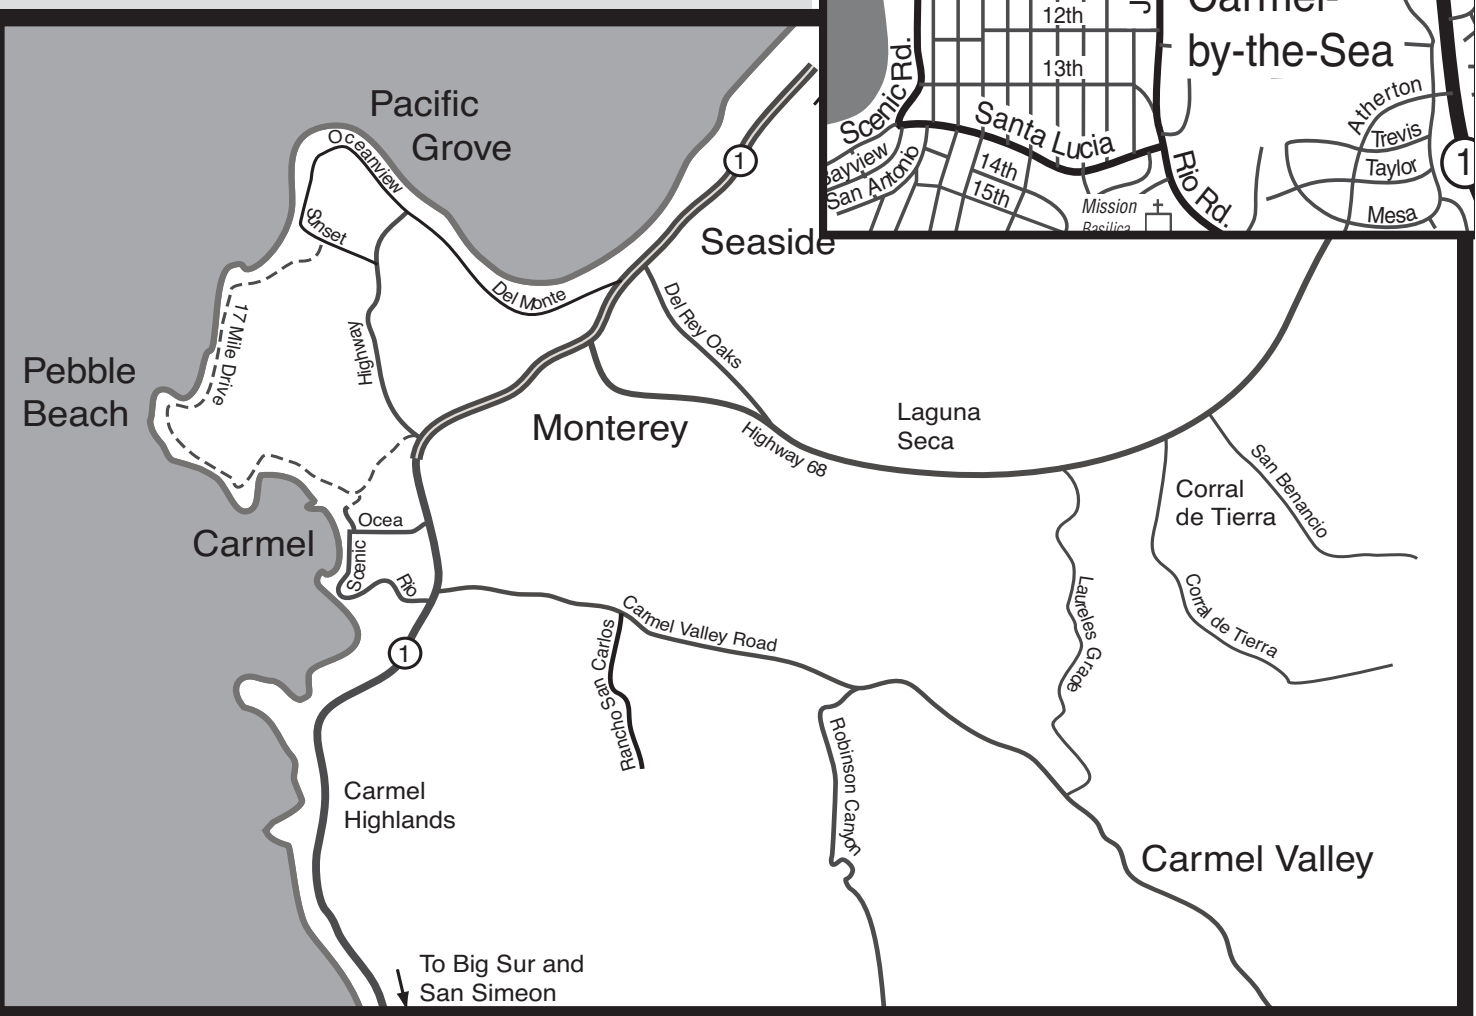 12th
by-the-Sea
13th
Scenic Rd.
Santa Lucia
Atherton
Trevis
Taylor
Mesa
1
Bayview
San Antonio
14th
15th
Rio Rd.
Mission
Basilica
Pacific
Grove
Oceanview
Sunset
1
Seaside
Del Monte
17 Mile Drive
Highway
Del Rey Oaks
Pebble
Beach
Monterey
Highway 68
Laguna
Seca
Corral
de Tierra
San Benancio
Carmel
Ocea
Scenic
Rio
1
Carmel Valley Road
Rancho San Carlos
Laureles Grade
Corral de Tierra
Robinson Canyon
Carmel
Highlands
Carmel Valley
To Big Sur and
San Simeon